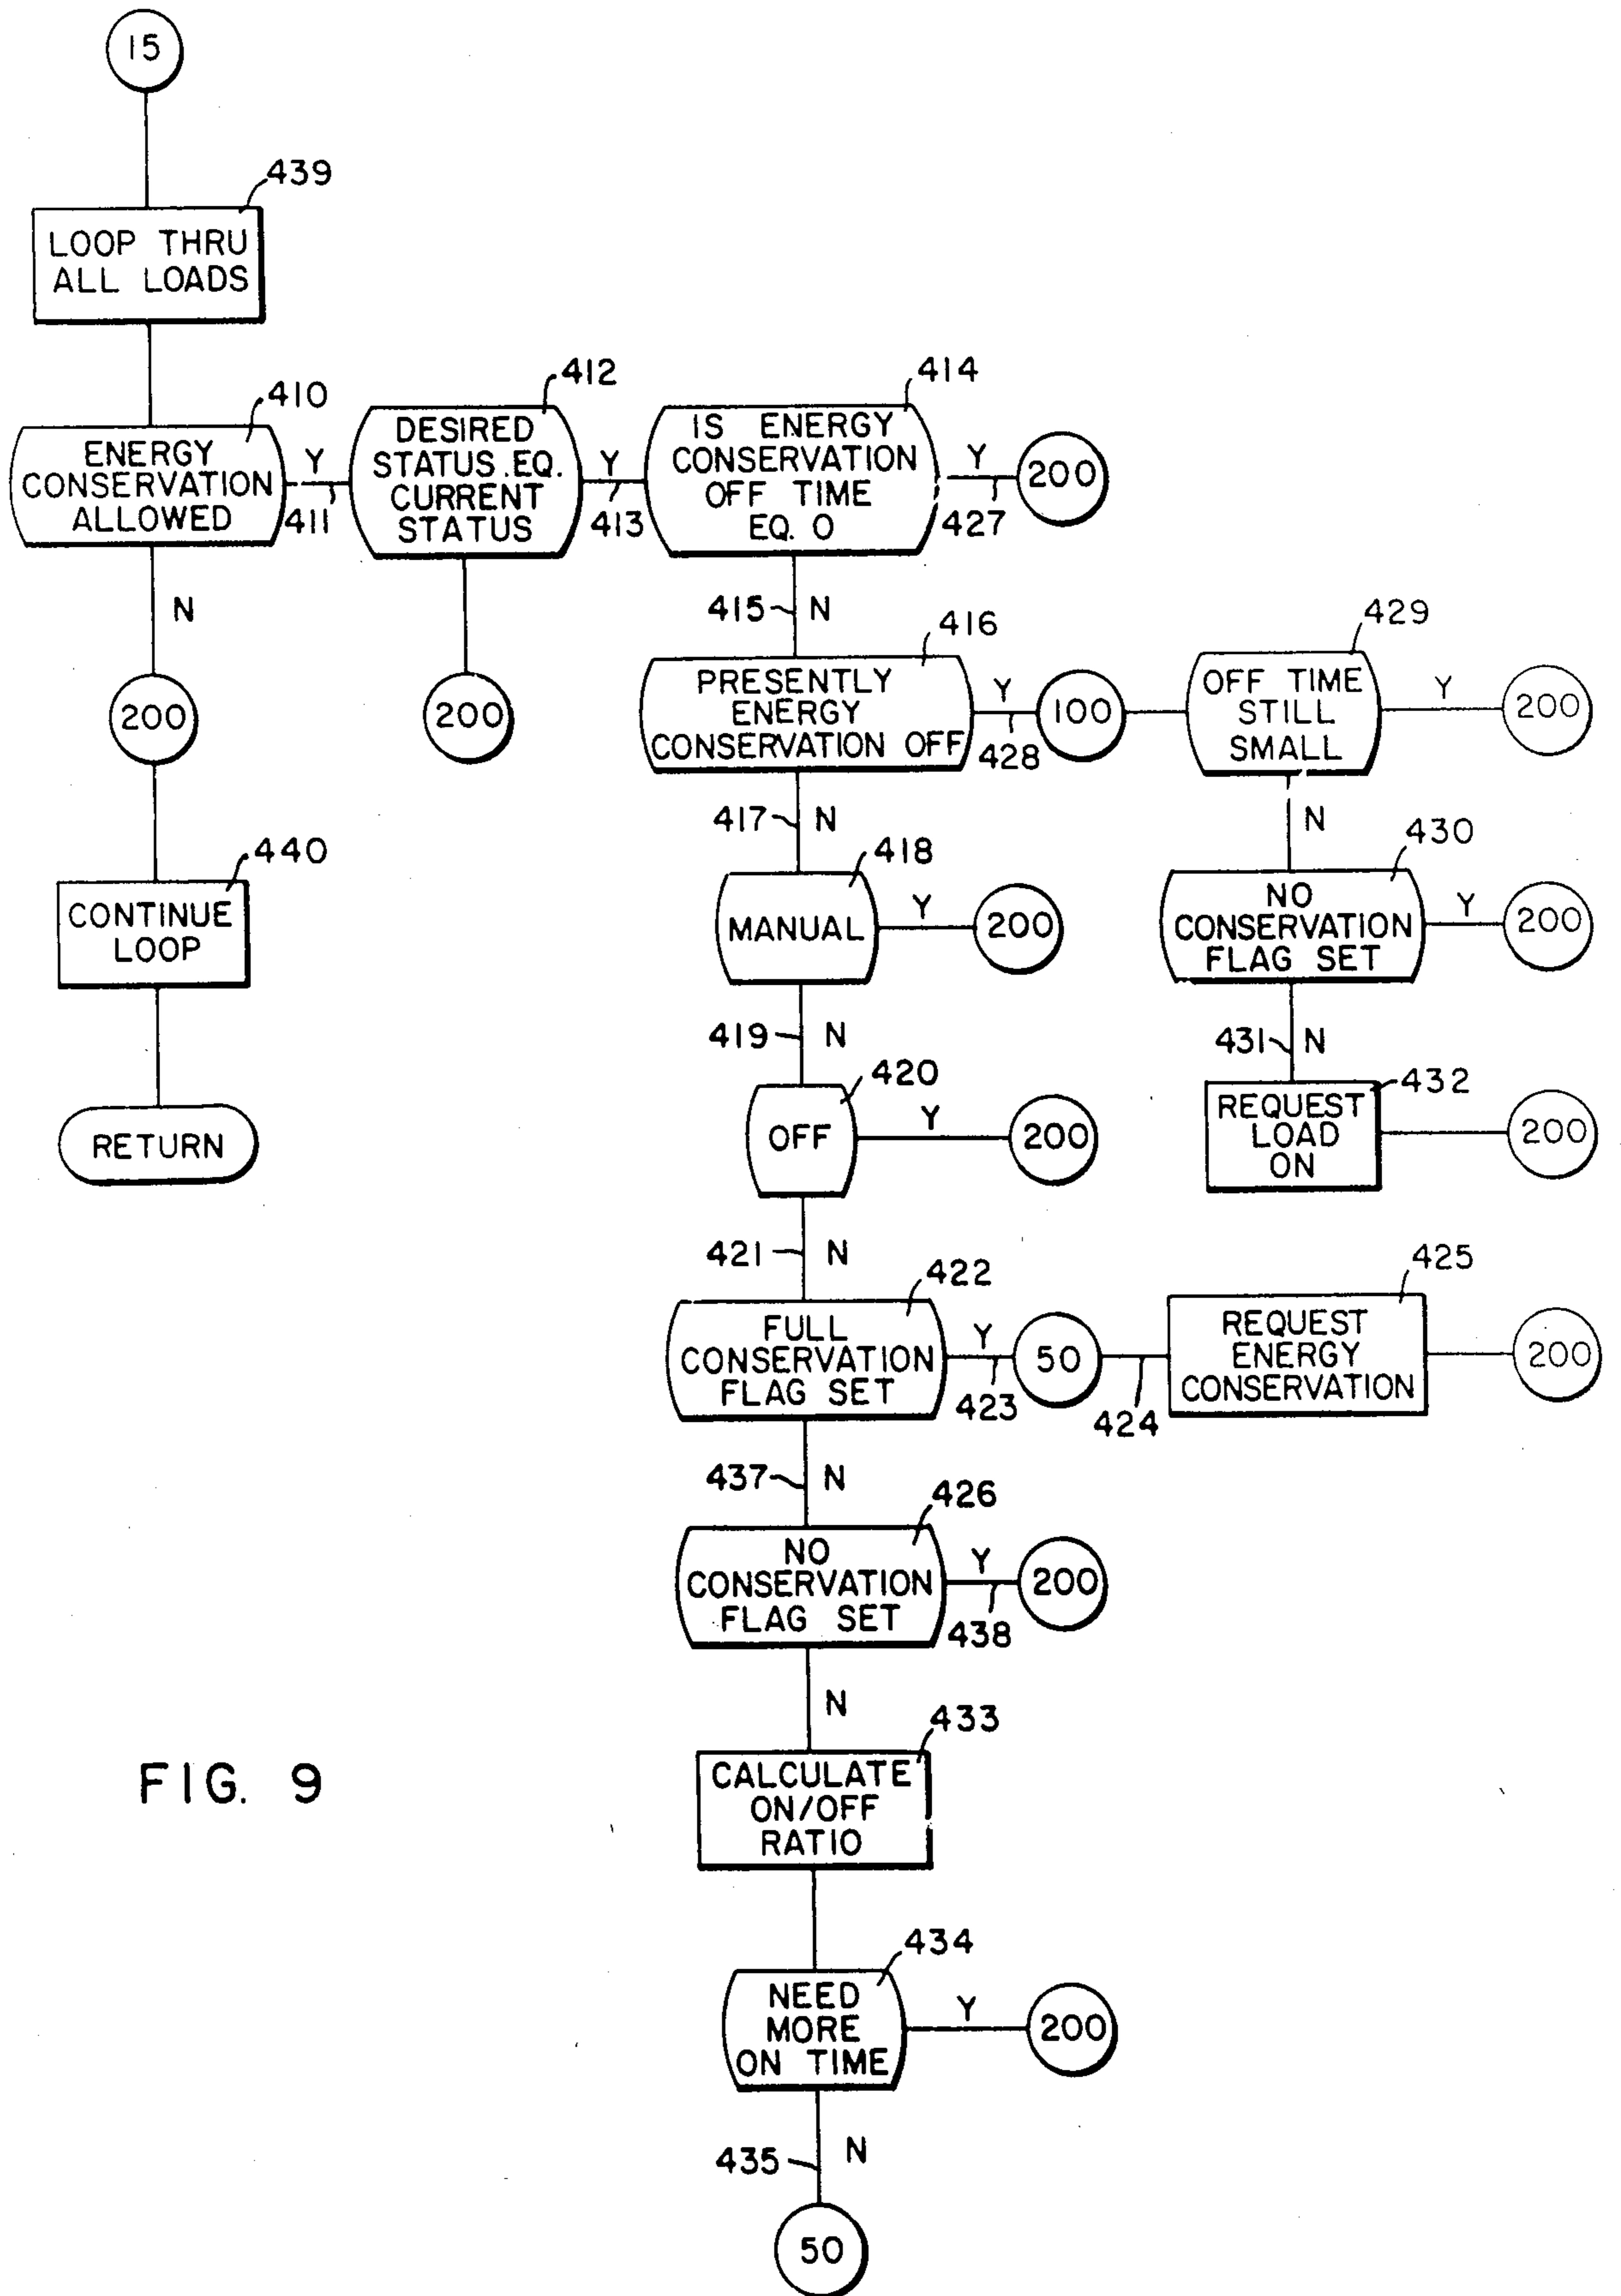 15
439
LOOP THRU
ALL LOADS
410
ENERGY
CONSERVATION
ALLOWED
Y
411
412
DESIRED
STATUS .EQ.
CURRENT
STATUS
Y
413
414
IS ENERGY
CONSERVATION
OFF TIME
EQ. 0
Y
427
200
N
200
200
415
N
416
PRESENTLY
ENERGY
CONSERVATION OFF
Y
428
100
429
OFF TIME
STILL
SMALL
Y
200
440
CONTINUE
LOOP
RETURN
417
N
418
MANUAL
Y
200
N
430
NO
CONSERVATION
FLAG SET
Y
200
419
N
420
OFF
Y
200
431
N
432
REQUEST
LOAD
ON
200
421
N
422
FULL
CONSERVATION
FLAG SET
Y
423
50
424
425
REQUEST
ENERGY
CONSERVATION
200
437
N
426
NO
CONSERVATION
FLAG SET
Y
438
200
N
433
CALCULATE
ON/OFF
RATIO
FIG. 9
434
NEED
MORE
ON TIME
Y
200
435
N
50